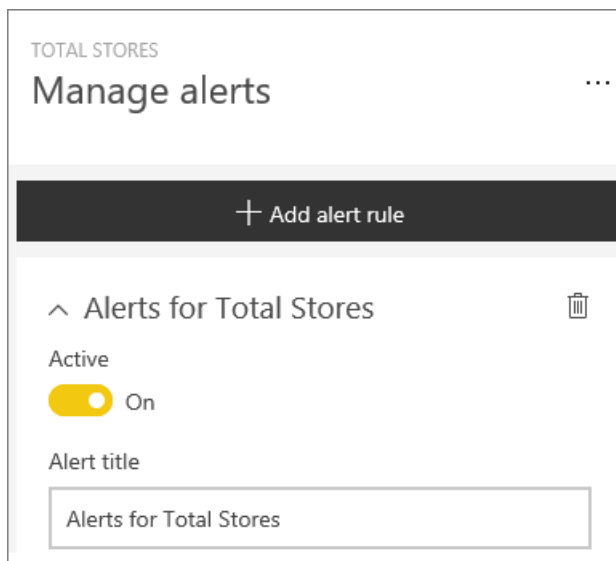 TOTAL STORES
Manage alerts
...
+ Add alert rule
Alerts for Total Stores
Active
On
Alert title
Alerts for Total Stores